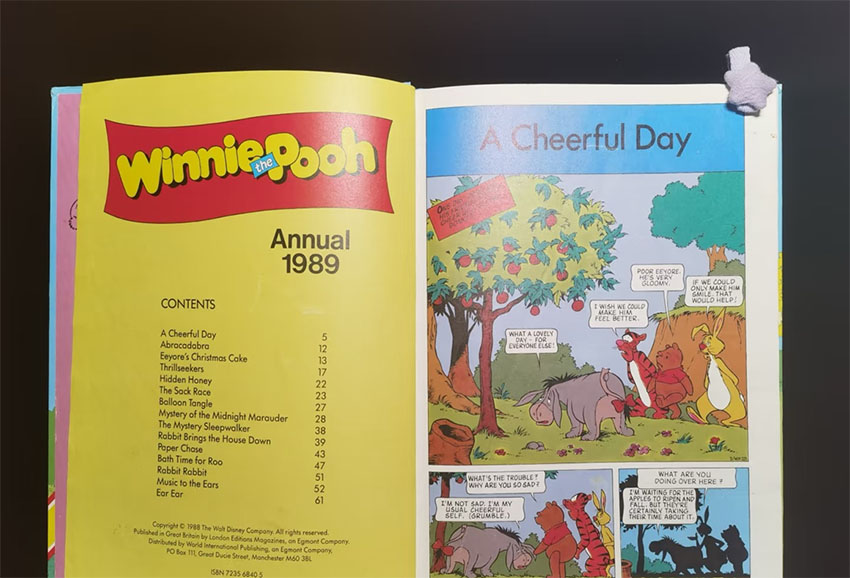 Winnie the Pooh
Annual
1989
CONTENTS
A Cheerful Day 5
Abracadabra 12
Eeyore's Christmas Cake 13
Thrillseekers 17
Hidden Honey 22
The Sack Race 23
Balloon Tangle 27
Mystery of the Midnight Marauder 28
The Mystery Sleepwalker 38
Rabbit Brings the House Down 39
Paper Chase 43
Bath Time for Roo 47
Rabbit Rabbit 51
Music to the Ears 52
Ear Ear 61
Copyright © 1988 The Walt Disney Company. All rights reserved.
Published in Great Britain by London Editions Magazines, an Egmont Company.
Distributed by World International Publishing, an Egmont Company,
PO Box 111, Great Ducie Street, Manchester M60 3BL
ISBN 7235 6840 5
A Cheerful Day
WHAT A LOVELY
DAY - FOR
EVERYONE ELSE!
I WISH WE COULD
MAKE HIM
FEEL BETTER.
POOR EEYORE.
HE'S VERY
GLOOMY.
IF WE COULD
ONLY MAKE HIM
SMILE, THAT
WOULD HELP!
WHAT'S THE TROUBLE?
WHY ARE YOU SO SAD?
I'M NOT SAD. I'M MY
USUAL CHEERFUL
SELF. (GRUMBLE.)
WHAT ARE YOU
DOING OVER HERE?
I'M WAITING FOR THE
APPLES TO RIPEN AND
FALL. BUT THEY'RE
CERTAINLY TAKING
THEIR TIME ABOUT IT.